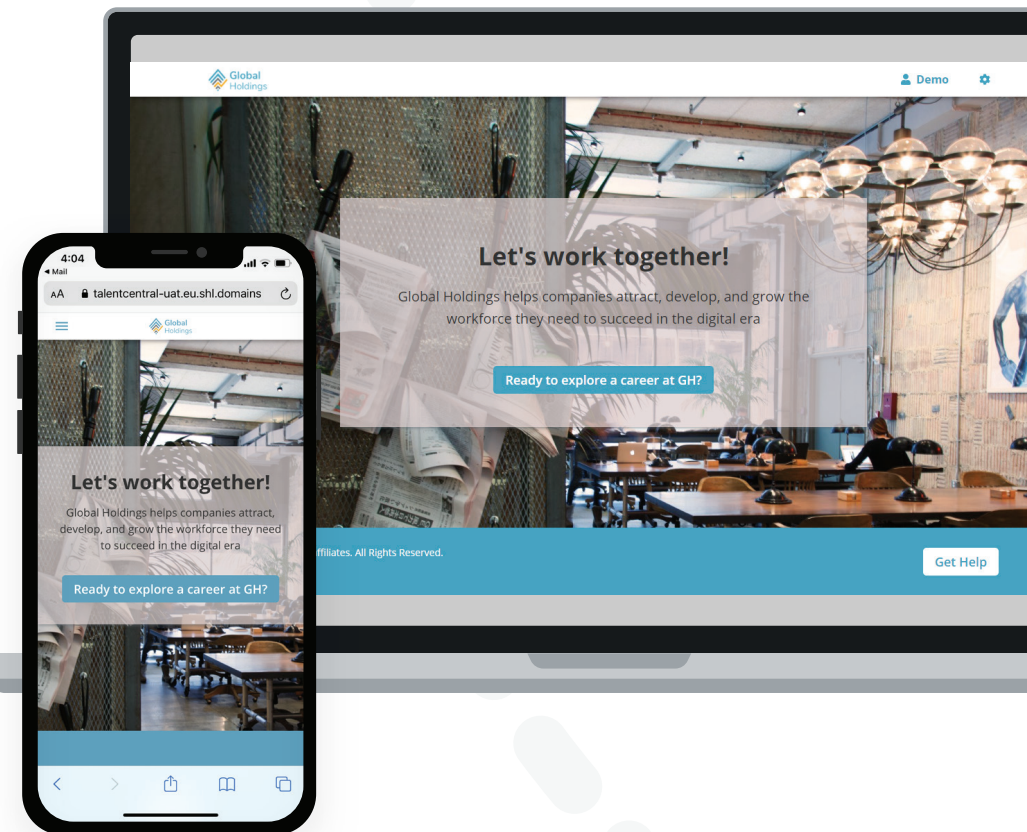 Global
Holdings
Demo
Let's work together!
Global Holdings helps companies attract, develop, and grow the
workforce they need to succeed in the digital era
Ready to explore a career at GH?
ffiliates. All Rights Reserved.
Get Help
4:04
Mail
AA talentcentral-uat.eu.shl.domains
Global
Holdings
Let's work together!
Global Holdings helps companies attract,
develop, and grow the workforce they need
to succeed in the digital era
Ready to explore a career at GH?